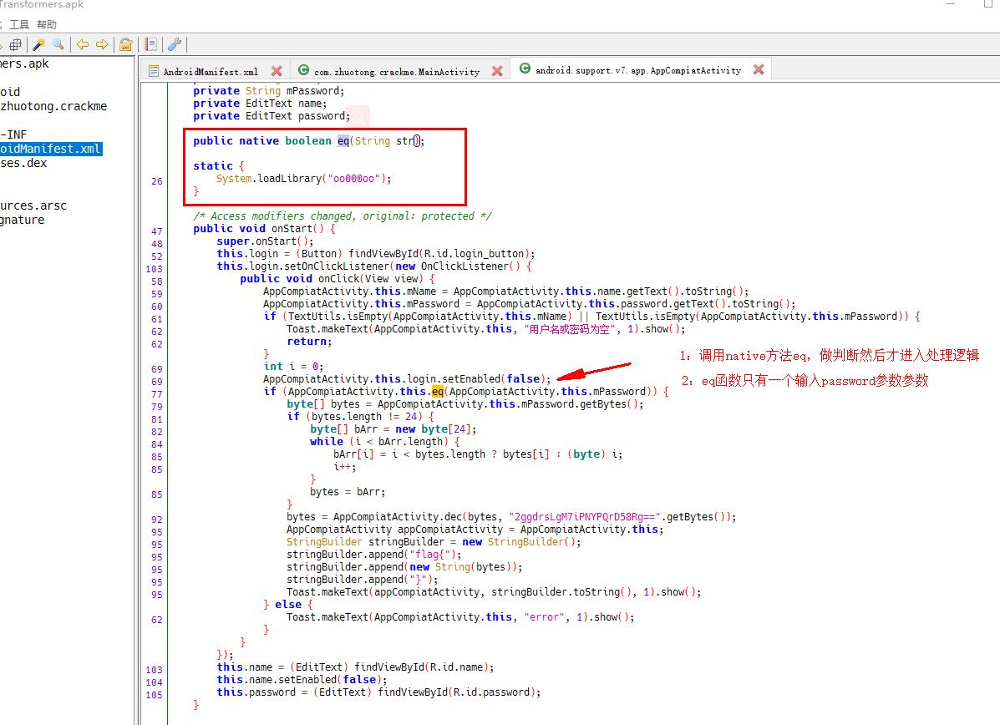 Transformers.apk
工具 帮助
mers.apk
oid
zhuotong.crackme
-INF
oidManifest.xml
ses.dex
urces.arsc
gnature
AndroidManifest.xml com.zhuotong.crackme.MainActivity android.support.v7.app.AppCompiatActivity
private String mPassword;
private EditText name;
private EditText password;
public native boolean eq(String str);
static {
26 System.loadLibrary("oo000oo");
}
/* Access modifiers changed, original: protected */
47 public void onStart() {
48 super.onStart();
52 this.login = (Button) findViewById(R.id.login_button);
103 this.login.setOnClickListener(new OnClickListener() {
58 public void onClick(View view) {
59 AppCompiatActivity.this.mName = AppCompiatActivity.this.name.getText().toString();
60 AppCompiatActivity.this.mPassword = AppCompiatActivity.this.password.getText().toString();
61 if (TextUtils.isEmpty(AppCompiatActivity.this.mName) || TextUtils.isEmpty(AppCompiatActivity.this.mPassword)) {
62 Toast.makeText(AppCompiatActivity.this, "用户名或密码为空", 1).show();
62 return;
}
69 int i = 0;
69 AppCompiatActivity.this.login.setEnabled(false);
77 if (AppCompiatActivity.this.eq(AppCompiatActivity.this.mPassword)) {
79 byte[] bytes = AppCompiatActivity.this.mPassword.getBytes();
81 if (bytes.length != 24) {
82 byte[] bArr = new byte[24];
84 while (i < bArr.length) {
85 bArr[i] = i < bytes.length ? bytes[i] : (byte) i;
85 i++;
}
85 bytes = bArr;
}
92 bytes = AppCompiatActivity.dec(bytes, "2ggdrsLgM7iPNYPQrD58Rg==".getBytes());
95 AppCompiatActivity appCompiatActivity = AppCompiatActivity.this;
95 StringBuilder stringBuilder = new StringBuilder();
95 stringBuilder.append("flag{");
95 stringBuilder.append(new String(bytes));
95 stringBuilder.append("}");
95 Toast.makeText(appCompiatActivity, stringBuilder.toString(), 1).show();
} else {
62 Toast.makeText(AppCompiatActivity.this, "error", 1).show();
}
}
});
103 this.name = (EditText) findViewById(R.id.name);
104 this.name.setEnabled(false);
105 this.password = (EditText) findViewById(R.id.password);
}
1：调用native方法eq，做判断然后才进入处理逻辑
2：eq函数只有一个输入password参数参数